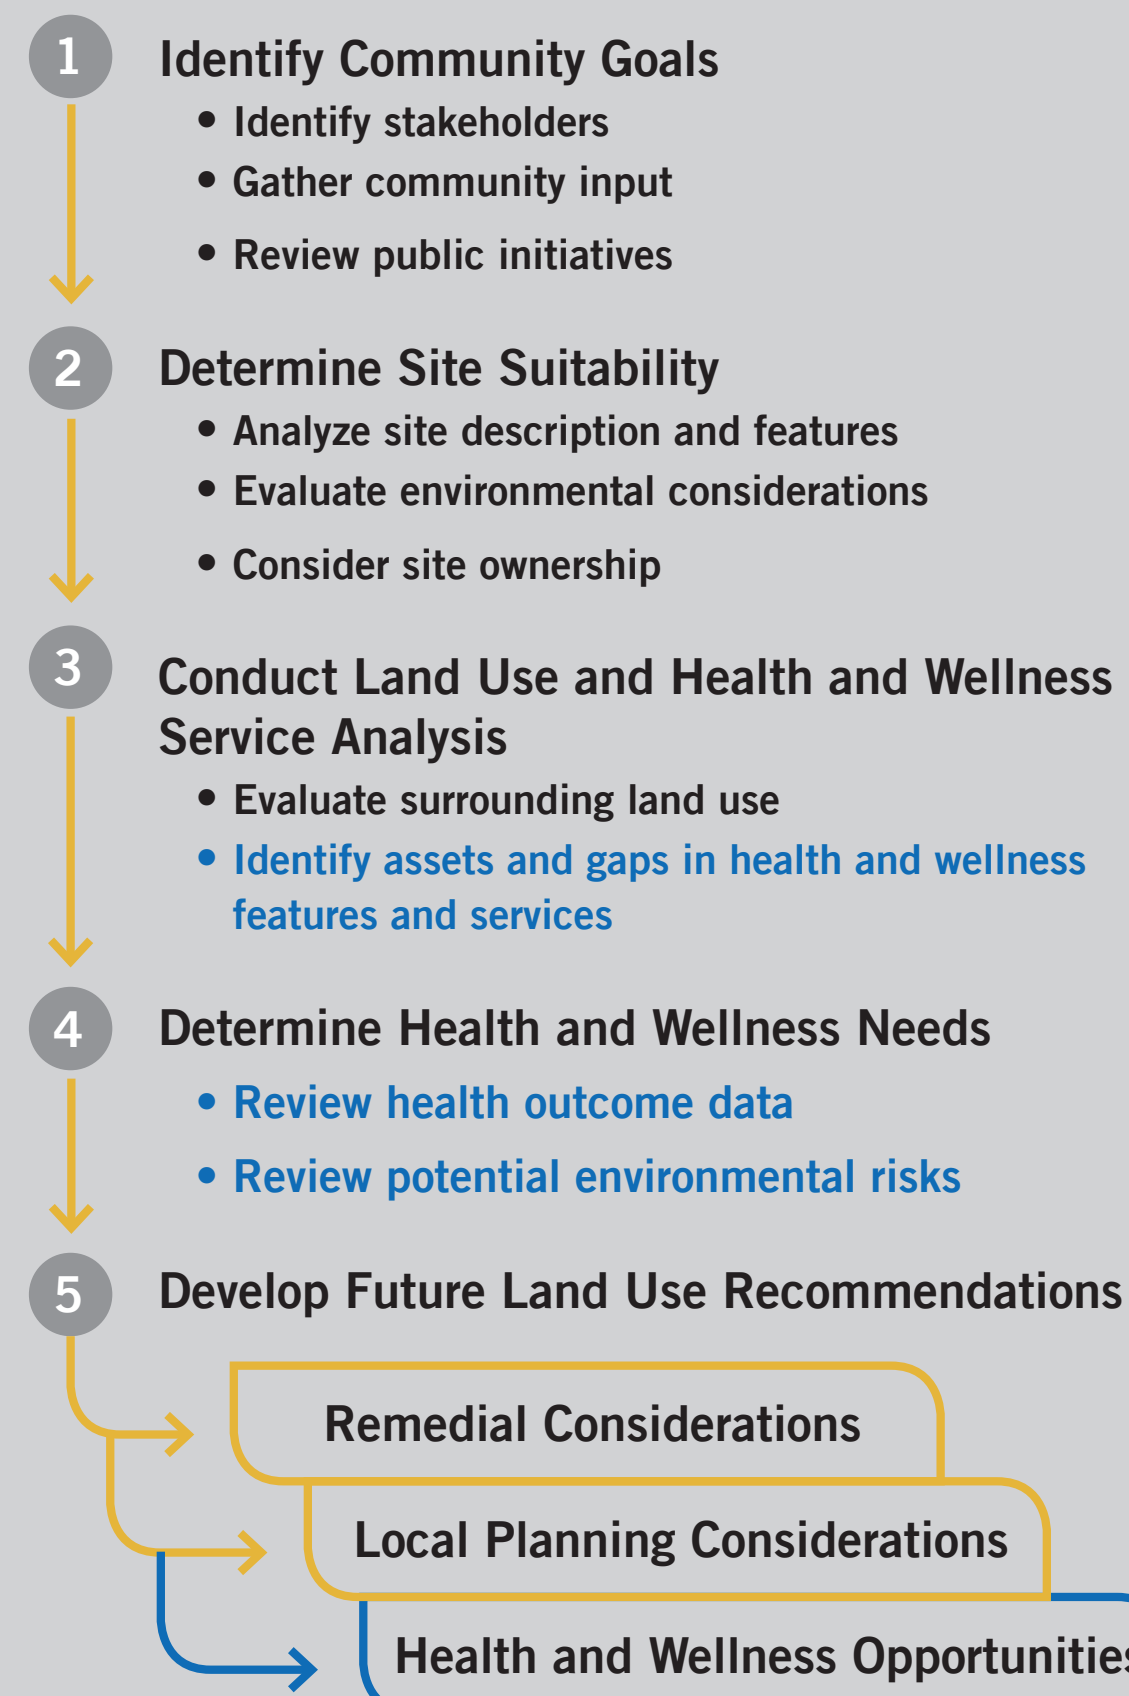 1 Identify Community Goals
• Identify stakeholders
• Gather community input
• Review public initiatives
2 Determine Site Suitability
• Analyze site description and features
• Evaluate environmental considerations
• Consider site ownership
3 Conduct Land Use and Health and Wellness
Service Analysis
• Evaluate surrounding land use
• Identify assets and gaps in health and wellness
features and services
4 Determine Health and Wellness Needs
• Review health outcome data
• Review potential environmental risks
5 Develop Future Land Use Recommendations
Remedial Considerations
Local Planning Considerations
Health and Wellness Opportunities